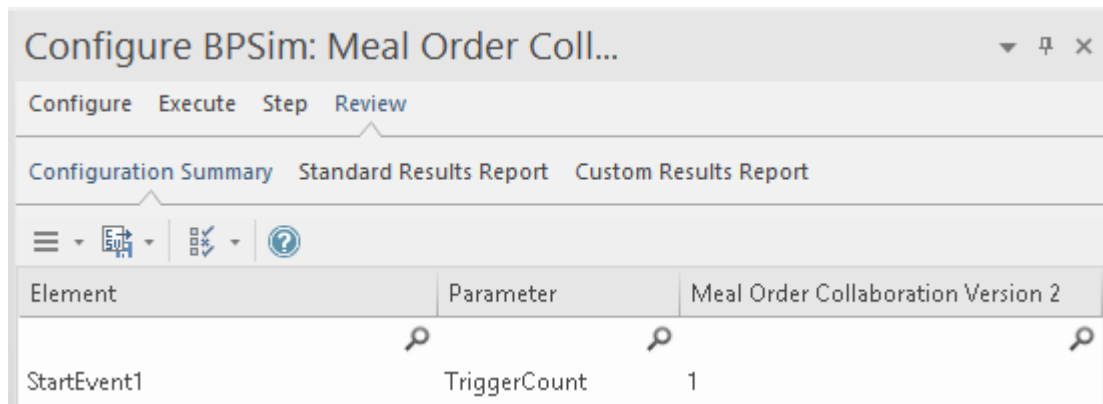 Configure BPSim: Meal Order Coll...
Configure Execute Step Review
Configuration Summary Standard Results Report Custom Results Report
Element Parameter Meal Order Collaboration Version 2
StartEvent1 TriggerCount 1